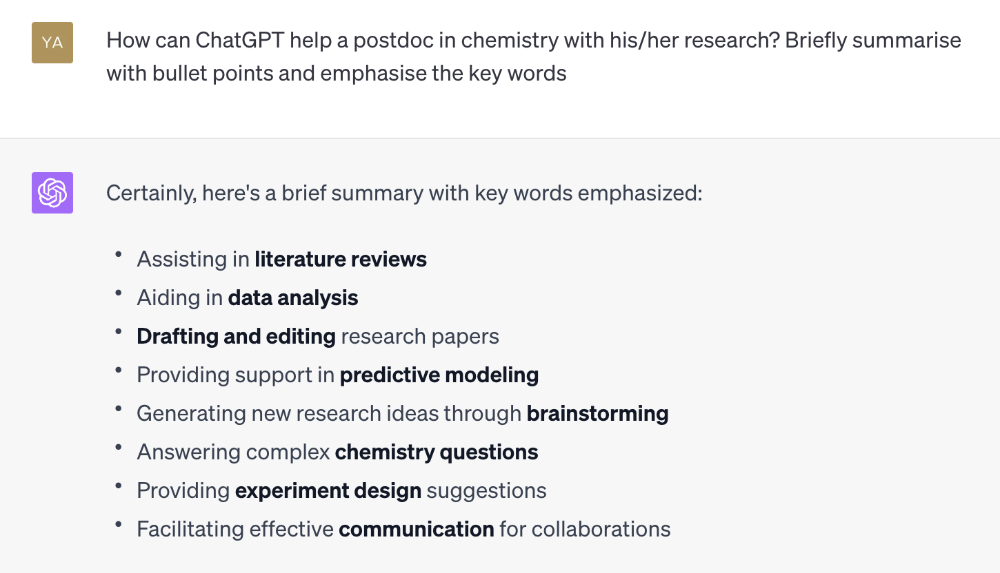 YA
How can ChatGPT help a postdoc in chemistry with his/her research? Briefly summarise
with bullet points and emphasise the key words
Certainly, here's a brief summary with key words emphasized:
• Assisting in literature reviews
• Aiding in data analysis
• Drafting and editing research papers
• Providing support in predictive modeling
• Generating new research ideas through brainstorming
• Answering complex chemistry questions
• Providing experiment design suggestions
• Facilitating effective communication for collaborations